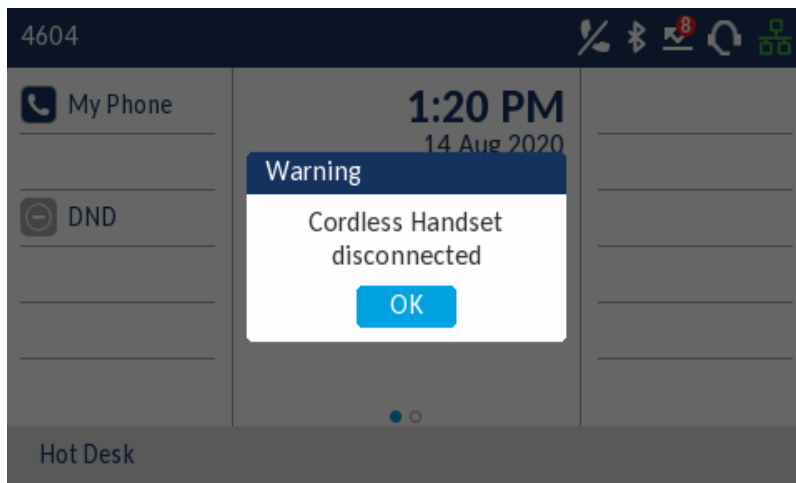 4604
8
My Phone
1:20 PM
14 Aug 2020
Warning
DND
Cordless Handset
disconnected
OK
Hot Desk